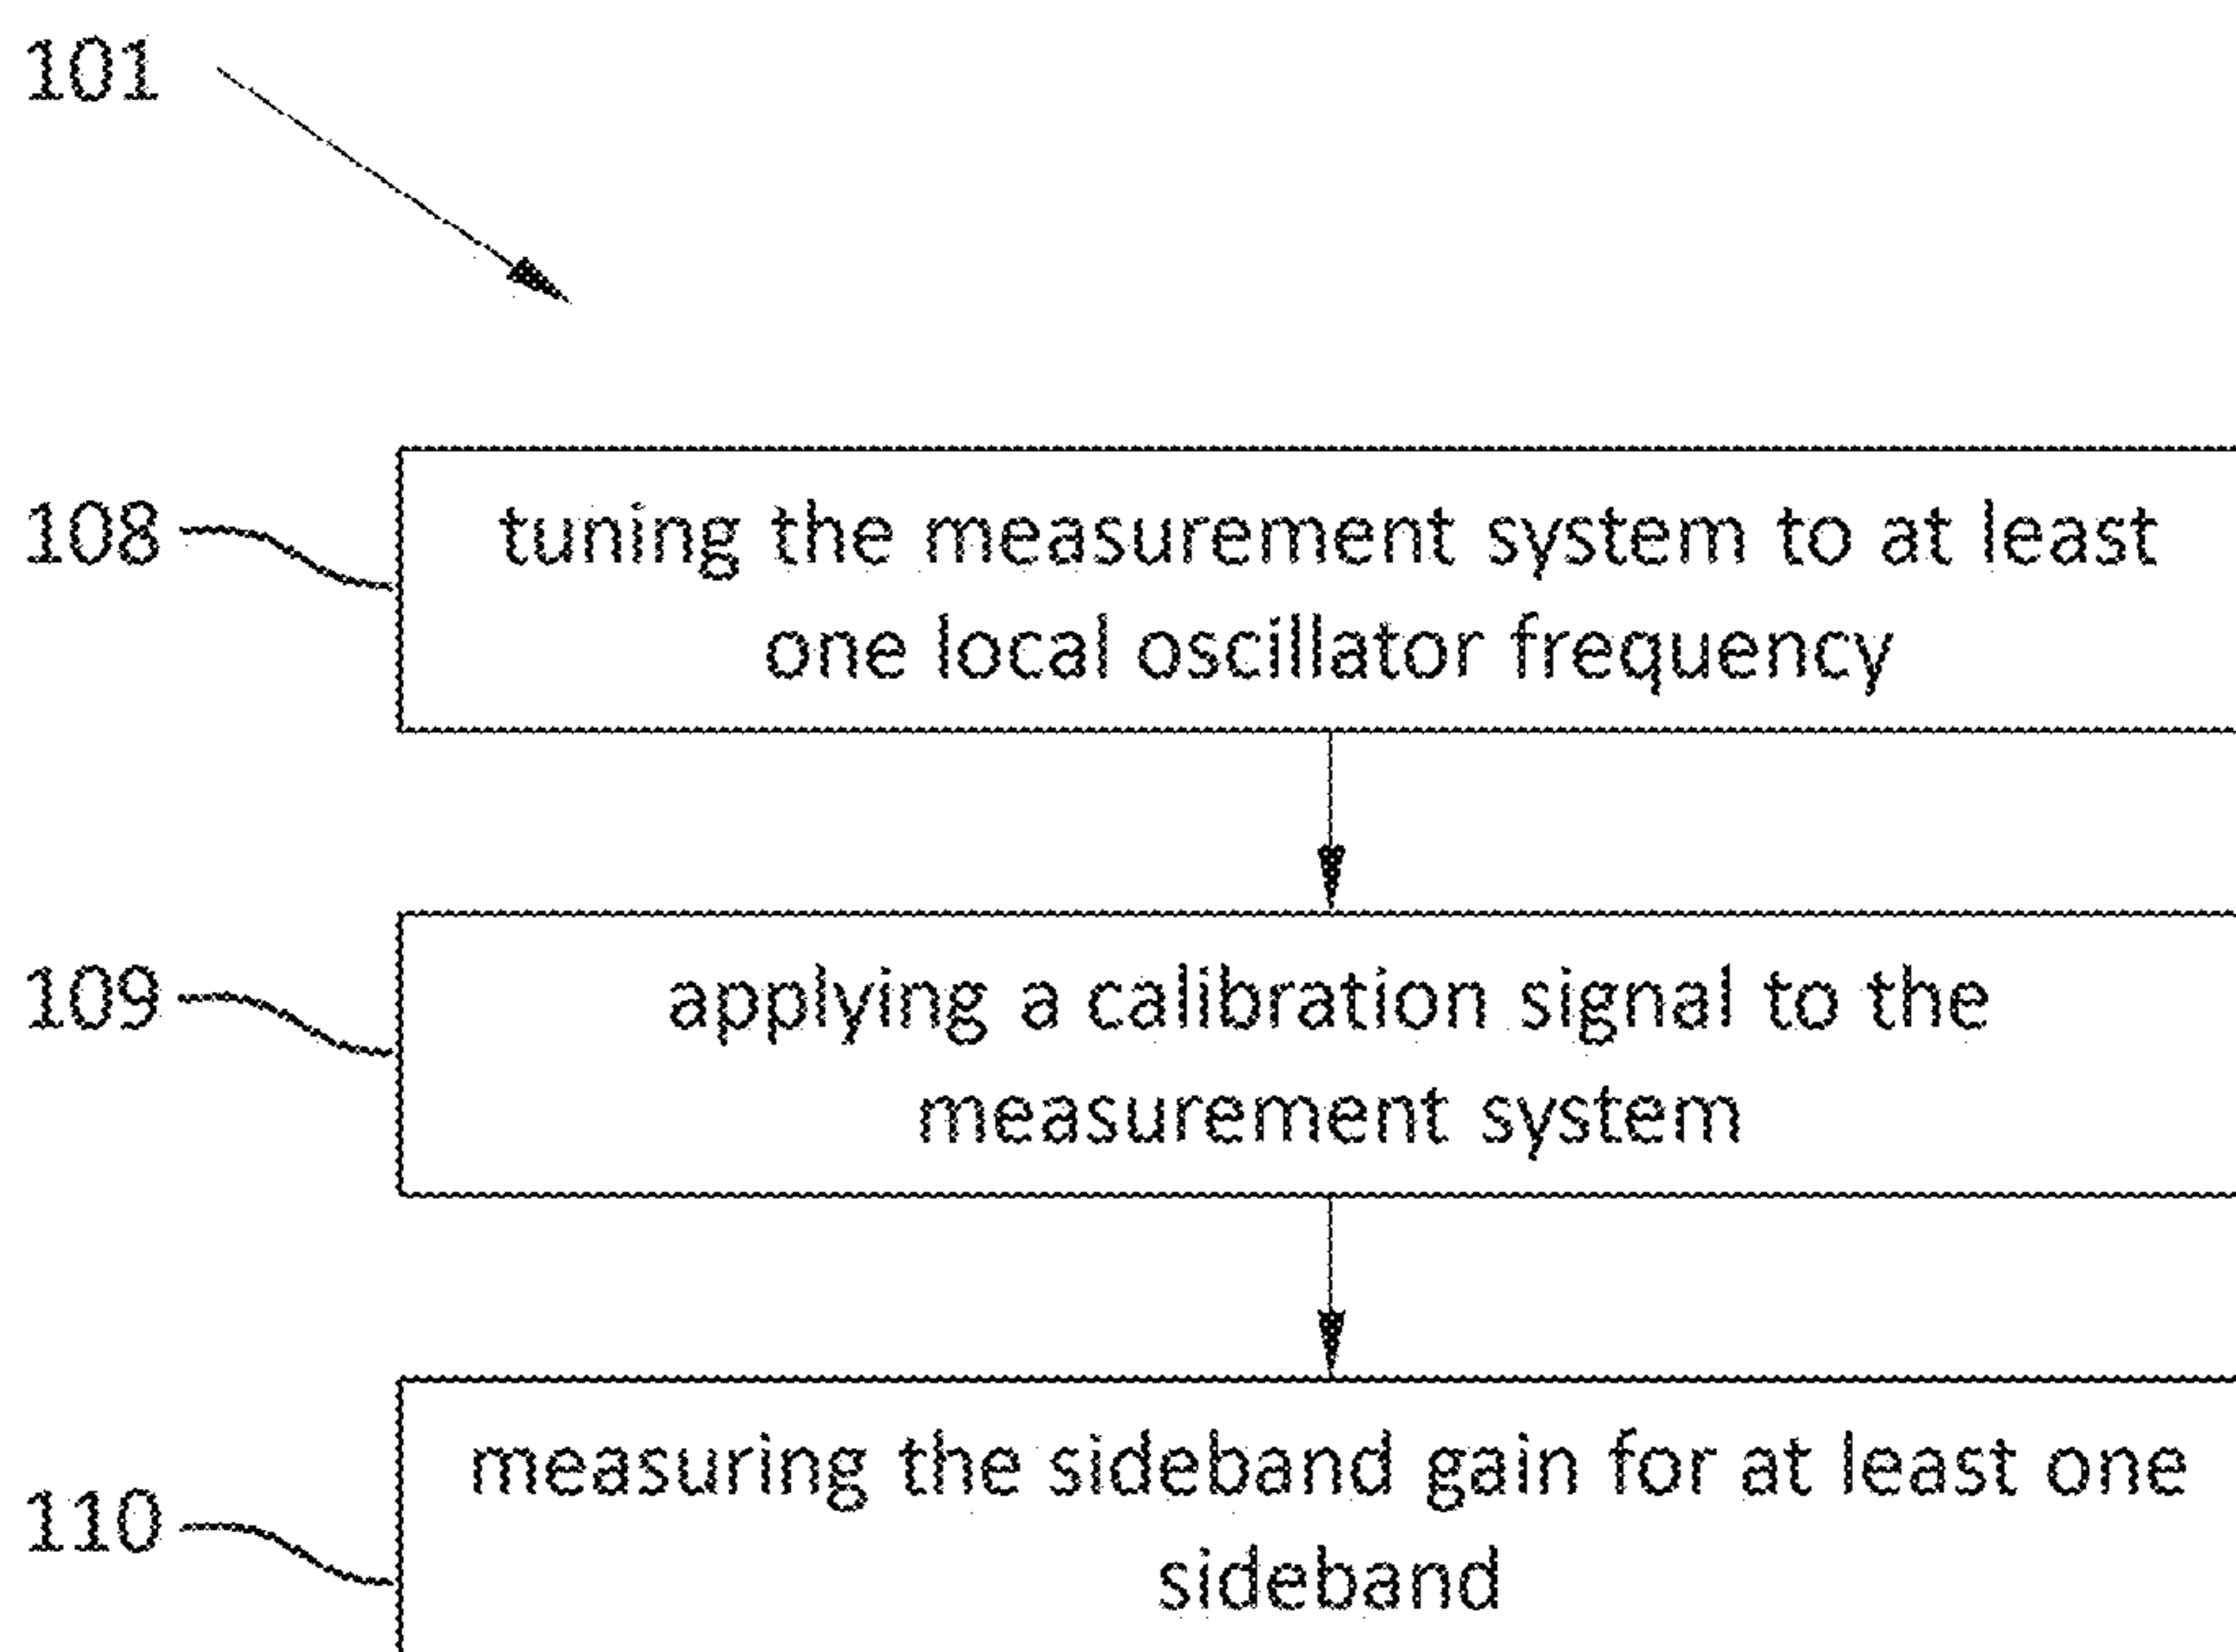 101
108
tuning the measurement system to at least
one local oscillator frequency
109
applying a calibration signal to the
measurement system
110
measuring the sideband gain for at least one
sideband